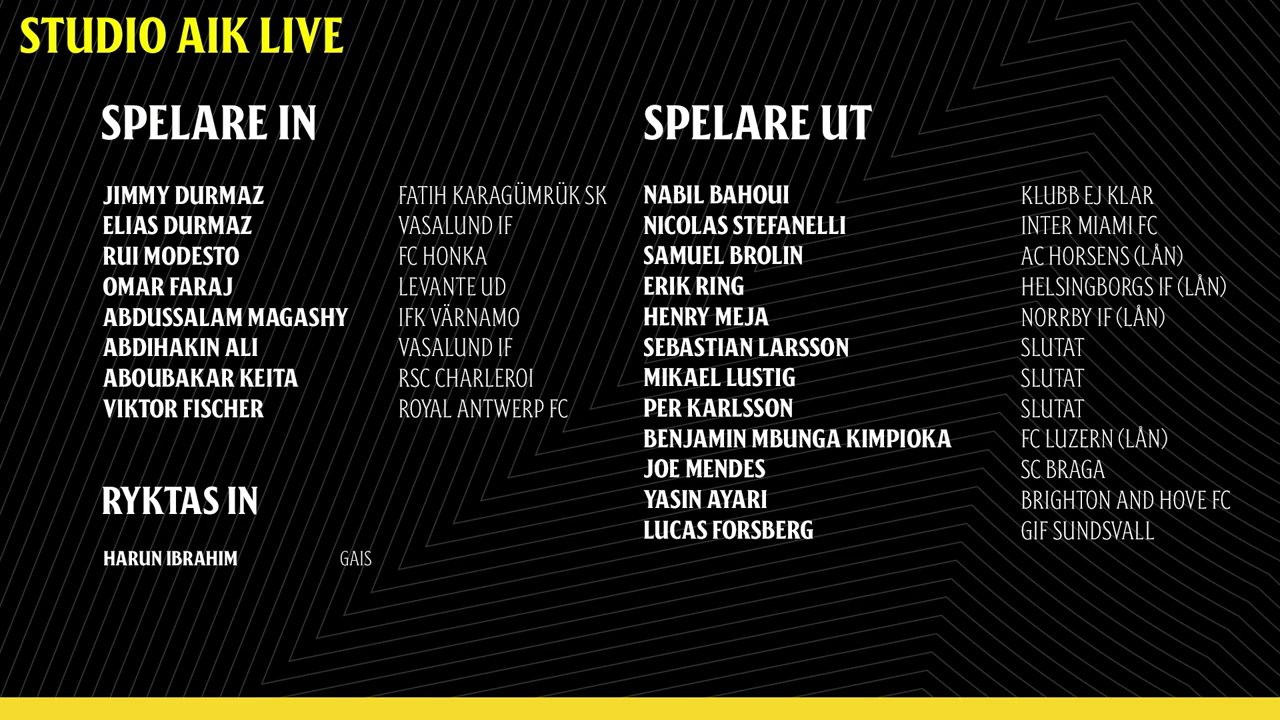 STUDIO AIK LIVE
SPELARE IN
JIMMY DURMAZ FATIH KARAGÜMRÜK SK
ELIAS DURMAZ VASALUND IF
RUI MODESTO FC HONKA
OMAR FARAJ LEVANTE UD
ABDUSSALAM MAGASHY IFK VÄRNAMO
ABDIHAKIN ALI VASALUND IF
ABOUBAKAR KEITA RSC CHARLEROI
VIKTOR FISCHER ROYAL ANTWERP FC
RYKTAS IN
HARUN IBRAHIM GAIS
SPELARE UT
NABIL BAHOUI KLUBB EJ KLAR
NICOLAS STEFANELLI INTER MIAMI FC
SAMUEL BROLIN AC HORSENS (LÅN)
ERIK RING HELSINGBORGS IF (LÅN)
HENRY MEJA NORRBY IF (LÅN)
SEBASTIAN LARSSON SLUTAT
MIKAEL LUSTIG SLUTAT
PER KARLSSON SLUTAT
BENJAMIN MBUNGA KIMPIOKA FC LUZERN (LÅN)
JOE MENDES SC BRAGA
YASIN AYARI BRIGHTON AND HOVE FC
LUCAS FORSBERG GIF SUNDSVALL